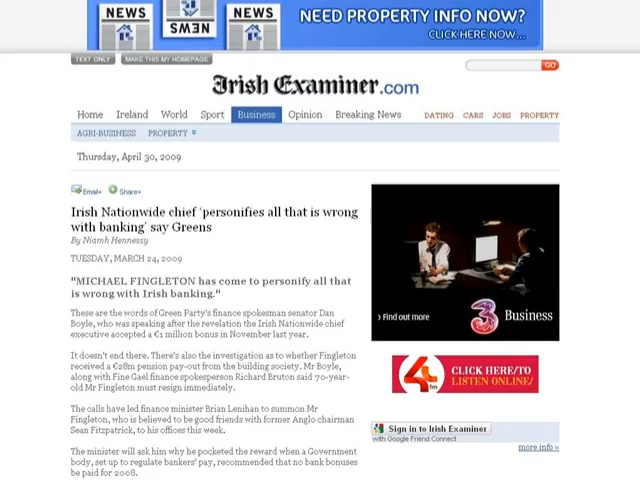 NEWS
NEWS
NEWS
NEED PROPERTY INFO NOW?
CLICK HERE NOW...
TEXT ONLY
MAKE THIS MY HOMEPAGE
GO
Irish Examiner.com
Home Ireland World Sport Business Opinion Breaking News DATING CARS JOBS PROPERTY
AGRI-BUSINESS PROPERTY
Thursday, April 30, 2009
Email+ Share+
Irish Nationwide chief ‘personifies all that is wrong
with banking’ say Greens
By Niamh Hennessy
TUESDAY, MARCH 24, 2009
"MICHAEL FINGLETON has come to personify all that
is wrong with Irish banking."
These are the words of Green Party's finance spokesman senator Dan
Boyle, who was speaking after the revelation the Irish Nationwide chief
executive accepted a €1 million bonus in November last year.
It doesn't end there. There's also the investigation as to whether Fingleton
received a €28m pension pay-out from the building society. Mr Boyle,
along with Fine Gael finance spokesperson Richard Bruton said 70-year-
old Mr Fingleton must resign immediately.
The calls have led finance minister Brian Lenihan to summon Mr
Fingleton, who is believed to be good friends with former Anglo chairman
Sean Fitzpatrick, to his offices this week.
The minister will ask him why he pocketed the reward when a Government
body, set up to regulate bankers' pay, recommended that no bank bonuses
be paid for 2008.
› Find out more
3 Business
4 fm
CLICK HERE/TO
LISTEN ONLINE/
Sign in to Irish Examiner
with Google Friend Connect
more info »